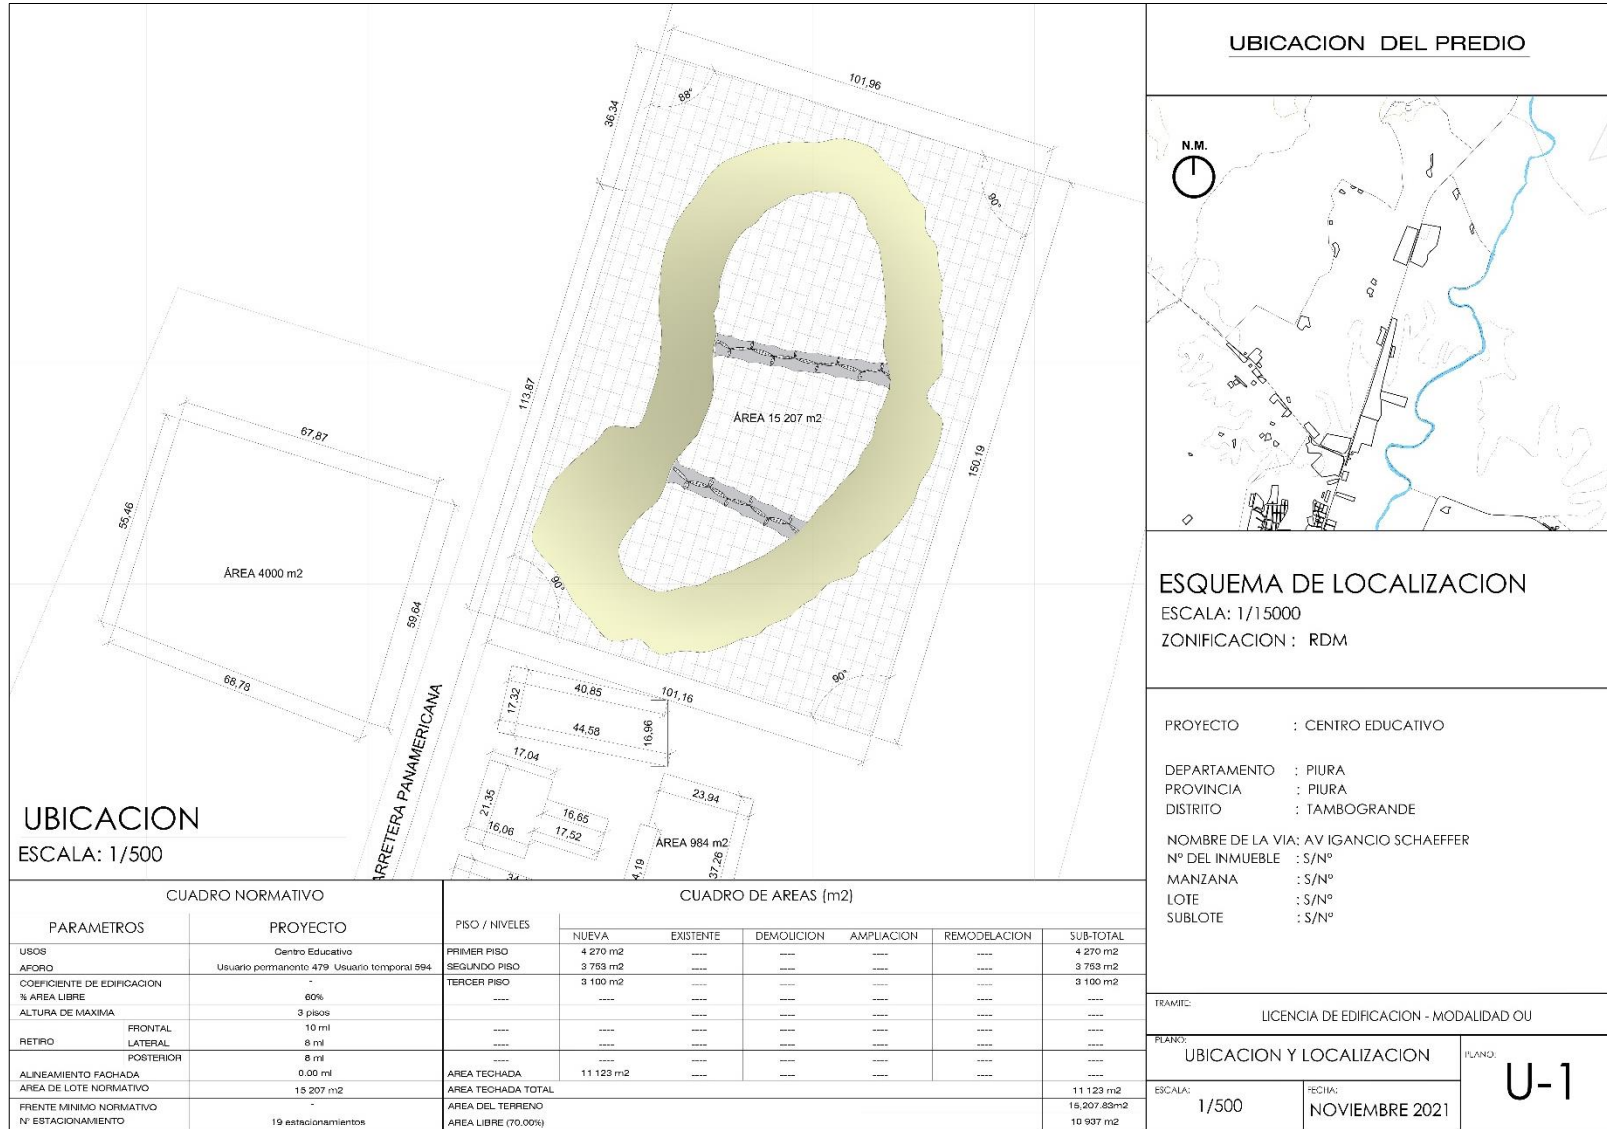 UBICACION DEL PREDIO
N.M.
ESQUEMA DE LOCALIZACION
ESCALA: 1/15000
ZONIFICACION : RDM
PROYECTO : CENTRO EDUCATIVO
DEPARTAMENTO : PIURA
PROVINCIA : PIURA
DISTRITO : TAMBOGRANDE
NOMBRE DE LA VIA: AV IGANCIO SCHAEFFER
Nº DEL INMUEBLE : S/Nº
MANZANA : S/Nº
LOTE : S/Nº
SUBLOTE : S/Nº
TRAMITE:
LICENCIA DE EDIFICACION - MODALIDAD OU
PLANO:
UBICACION Y LOCALIZACION
ESCALA:
1/500
FECHA:
NOVIEMBRE 2021
PLANO:
U-1
101,96
36,34
88°
90°
113,87
ÁREA 15 207 m2
150,19
90°
90°
101,16
67,87
55,46
ÁREA 4000 m2
59,64
68,78
17,32
40,85
44,58
16,96
17,04
21,35
16,06
16,65
17,52
23,94
ÁREA 984 m2
37,26
4,19
34
ARRETERA PANAMERICANA
UBICACION
ESCALA: 1/500
CUADRO NORMATIVO
PARAMETROS PROYECTO
USOS Centro Educativo
AFORO Usuario permanente 479 Usuario temporal 594
COEFICIENTE DE EDIFICACION -
% AREA LIBRE 60%
ALTURA DE MAXIMA 3 pisos
RETIRO
FRONTAL 10 ml
LATERAL 8 ml
POSTERIOR 8 ml
ALINEAMIENTO FACHADA 0.00 ml
AREA DE LOTE NORMATIVO 15 207 m2
FRENTE MINIMO NORMATIVO -
Nº ESTACIONAMIENTO 19 estacionamientos
CUADRO DE AREAS (m2)
PISO / NIVELES NUEVA EXISTENTE DEMOLICION AMPLIACION REMODELACION SUB-TOTAL
PRIMER PISO 4 270 m2 ---- ---- ---- ---- 4 270 m2
SEGUNDO PISO 3 753 m2 ---- ---- ---- ---- 3 753 m2
TERCER PISO 3 100 m2 ---- ---- ---- ---- 3 100 m2
---- ---- ---- ---- ---- ---- ----
---- ---- ---- ---- ----
---- ---- ---- ---- ---- ---- ----
---- ---- ---- ---- ---- ---- ----
---- ---- ---- ---- ---- ---- ----
AREA TECHADA 11 123 m2 ---- ---- ---- ---- ----
AREA TECHADA TOTAL 11 123 m2
AREA DEL TERRENO 15,207.83m2
AREA LIBRE (70.00%) 10 937 m2